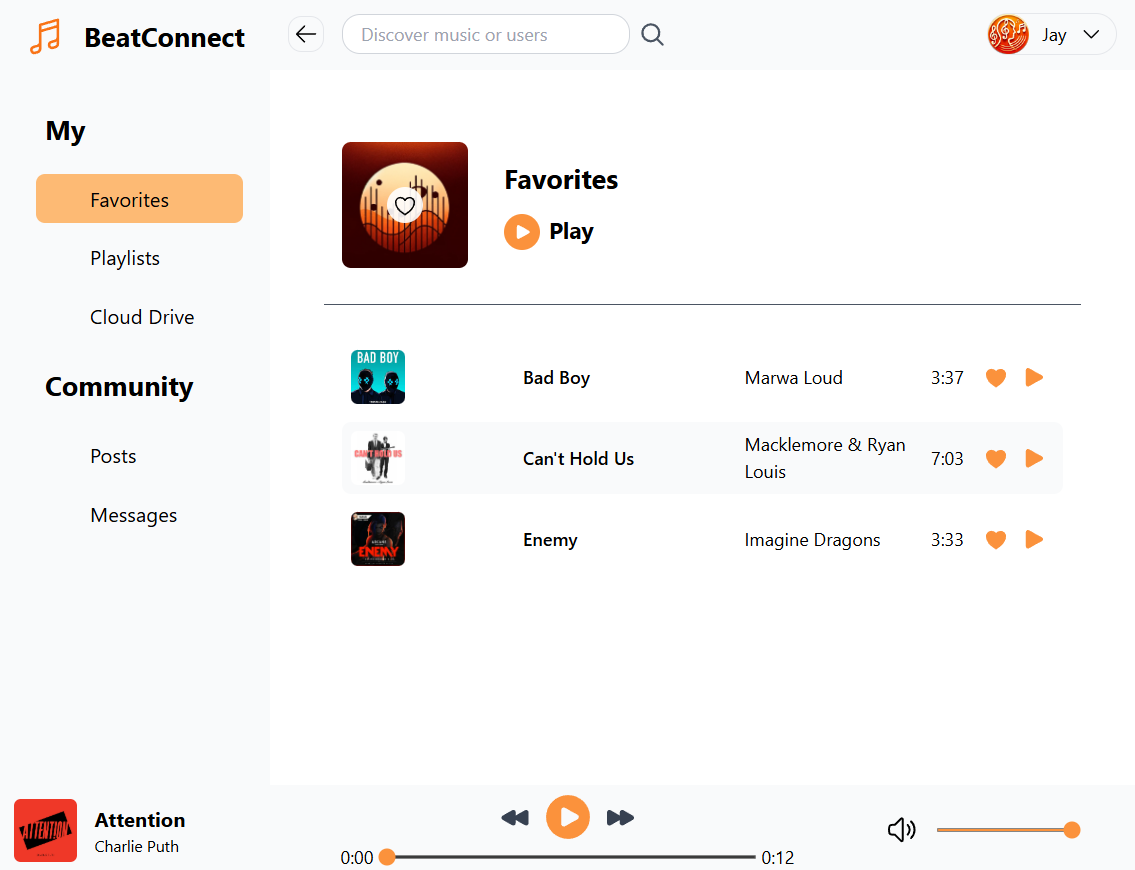 BeatConnect
Discover music or users
Jay
My
Favorites
Playlists
Cloud Drive
Community
Posts
Messages
Favorites
Play
BAD BOY
Bad Boy
Marwa Loud
3:37
CAN'T HOLD US
Can't Hold Us
Macklemore & Ryan
Louis
7:03
ENEMY
Enemy
Imagine Dragons
3:33
ATTENTION
Attention
Charlie Puth
0:00
0:12